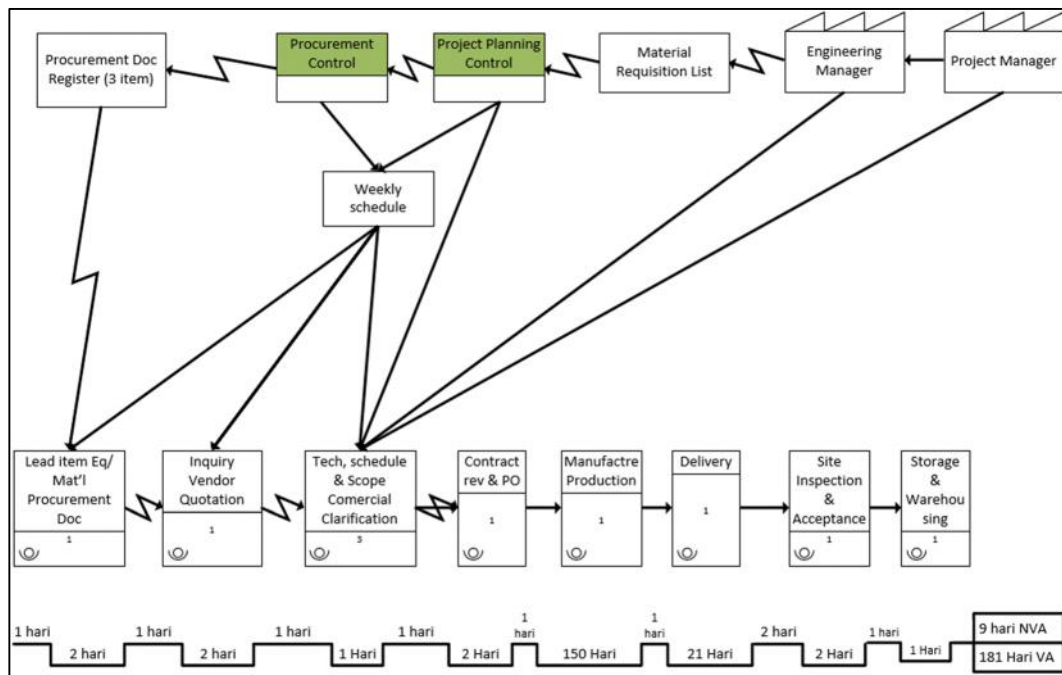 Procurement Doc
Register (3 item)
Procurement
Control
Project Planning
Control
Material
Requisition List
Engineering
Manager
Project Manager
Weekly
schedule
Lead item Eq/
Mat'l
Procurement
Doc
1
Inquiry
Vendor
Quotation
1
Tech, schedule
& Scope
Comercial
Clarification
3
Contract
rev & PO
1
Manufactre
Production
1
Delivery
1
Site
Inspection
&
Acceptance
1
Storage
&
Warehou
sing
1
1 hari
2 hari
1 hari
2 hari
1 hari
1 Hari
1 hari
2 Hari
1
hari
150 Hari
1
hari
21 Hari
2 hari
2 Hari
1 hari
1 Hari
9 hari NVA
181 Hari VA